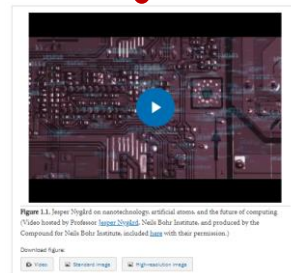 Figure 1.1. Jesper Nygård on nanotechnology, artificial atoms, and the future of computing
(Video hosted by Professor Jesper Nygård, Neils Bohr Institute, and produced by the
Compound for Neils Bohr Institute, included here with their permission.)
Download figure:
Video Standard image High-resolution image